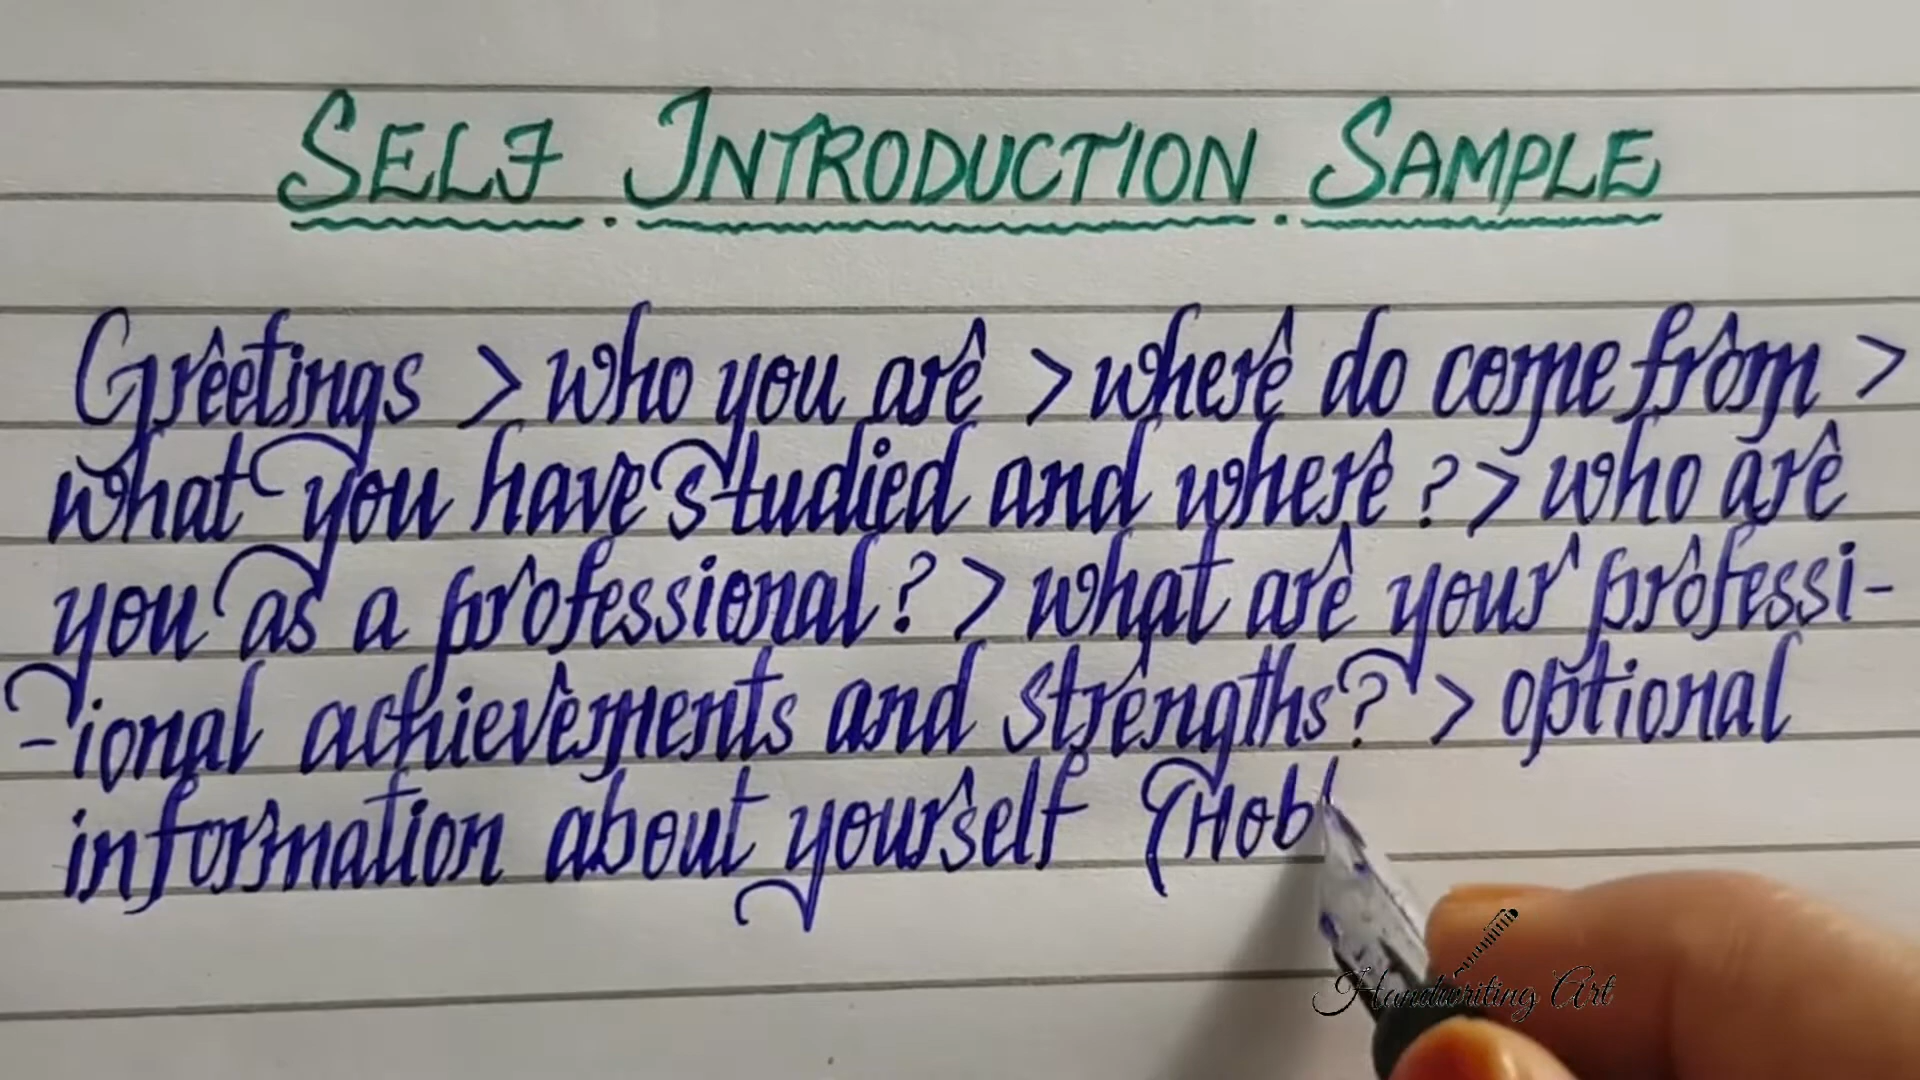 SELF INTRODUCTION SAMPLE
Greetings > who you are > where do come from >
what you have studied and where ? > who are
you as a professional ? > what are your professi-
-ional achievements and strengths ? > optional
information about yourself (Hob
Handwriting Art